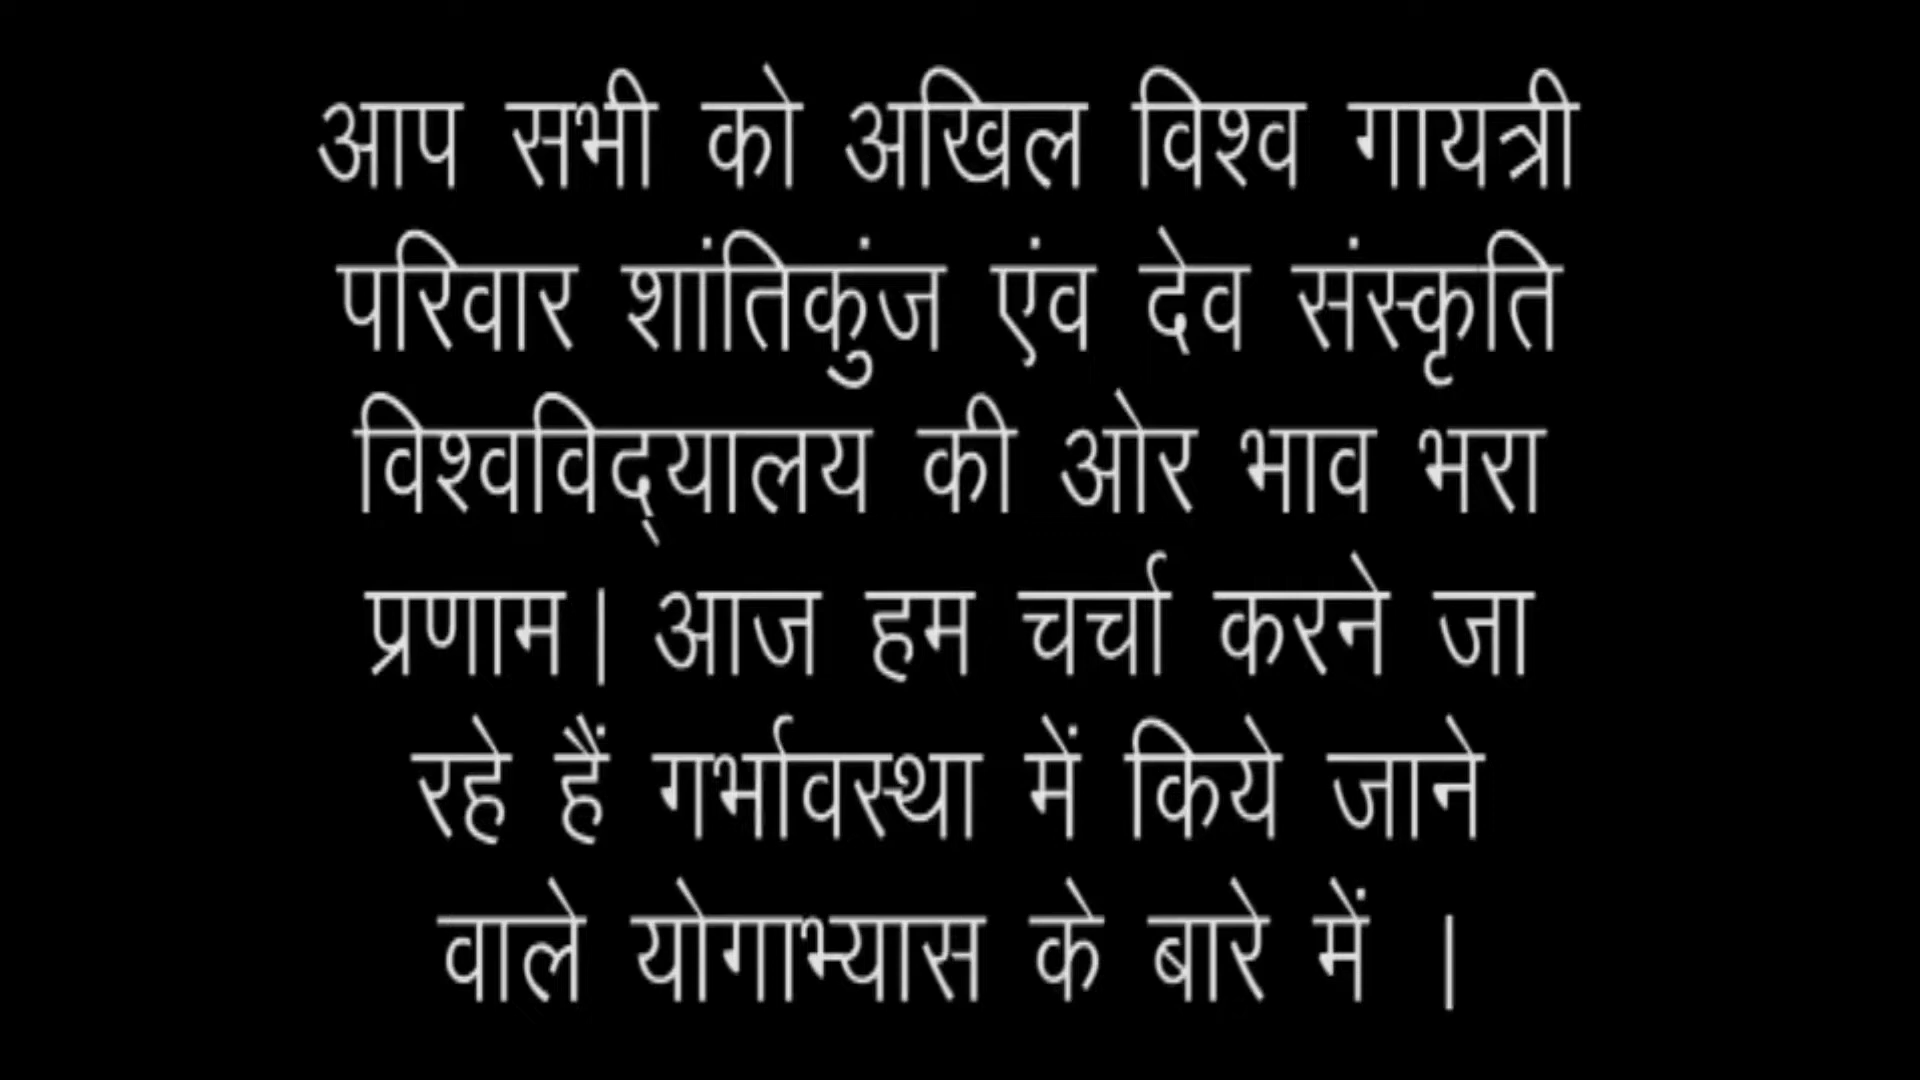 आप सभी को अखिल विश्व गायत्री
परिवार शांतिकुंज एंव देव संस्कृति
विश्वविद्‌यालय की ओर भाव भरा
प्रणाम। आज हम चर्चा करने जा
रहे हैं गर्भावस्था में किये जाने
वाले योगाभ्यास के बारे में ।